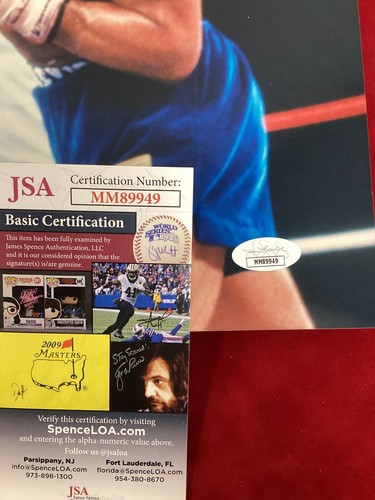 JSA
Certification Number:
MM89949
Basic Certification
This item has been fully examined by
James Spence Authentication, LLC
and it is our considered opinion that the
signature(s) is/are genuine.
WORLD
SERIES
MM89949
2009
MASTERS
Verify this certification by visiting
SpenceLOA.com
and entering the alpha-numeric value above.
Follow us @jsaloa
Parsippany, NJ
info@SpenceLOA.com
973-898-1300
Fort Lauderdale, FL
florida@SpenceLOA.com
954-380-8670
JSA